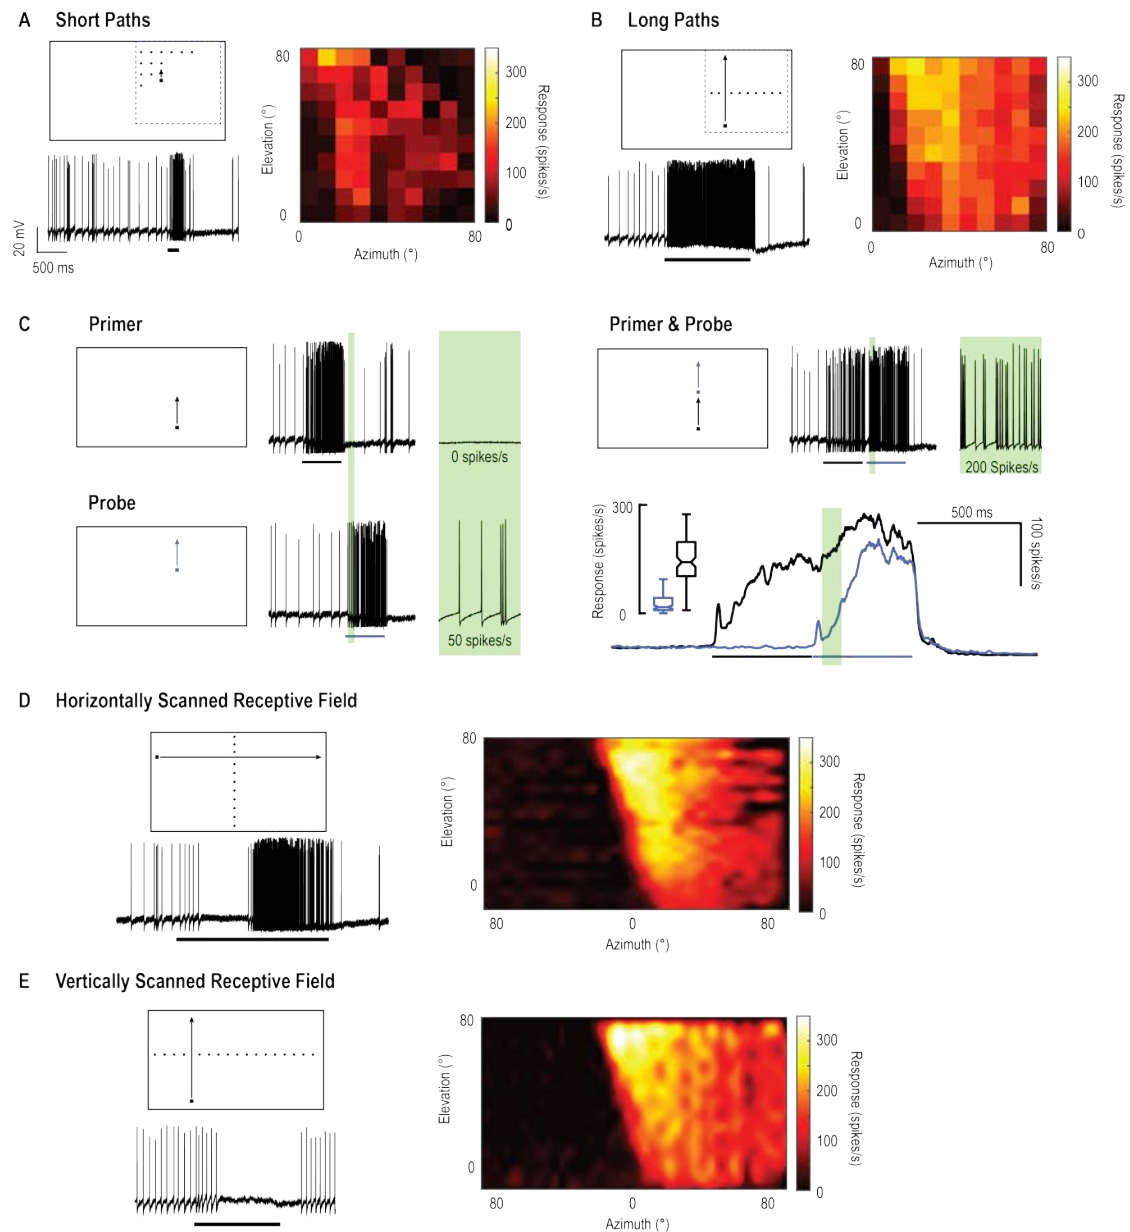 A Short Paths
80
Elevation (°)
0
0
80
Azimuth (°)
300
200
100
0
Response (spikes/s)
20 mV
500 ms
B Long Paths
80
Elevation (°)
0
0
80
Azimuth (°)
300
200
100
0
Response (spikes/s)
C
Primer
0 spikes/s
Probe
50 spikes/s
Primer & Probe
200 Spikes/s
300
Response (spikes/s)
0
500 ms
100 spikes/s
D Horizontally Scanned Receptive Field
80
Elevation (°)
0
80
0
80
Azimuth (°)
300
200
100
0
Response (spikes/s)
E Vertically Scanned Receptive Field
80
Elevation (°)
0
80
0
80
Azimuth (°)
300
200
100
0
Response (spikes/s)